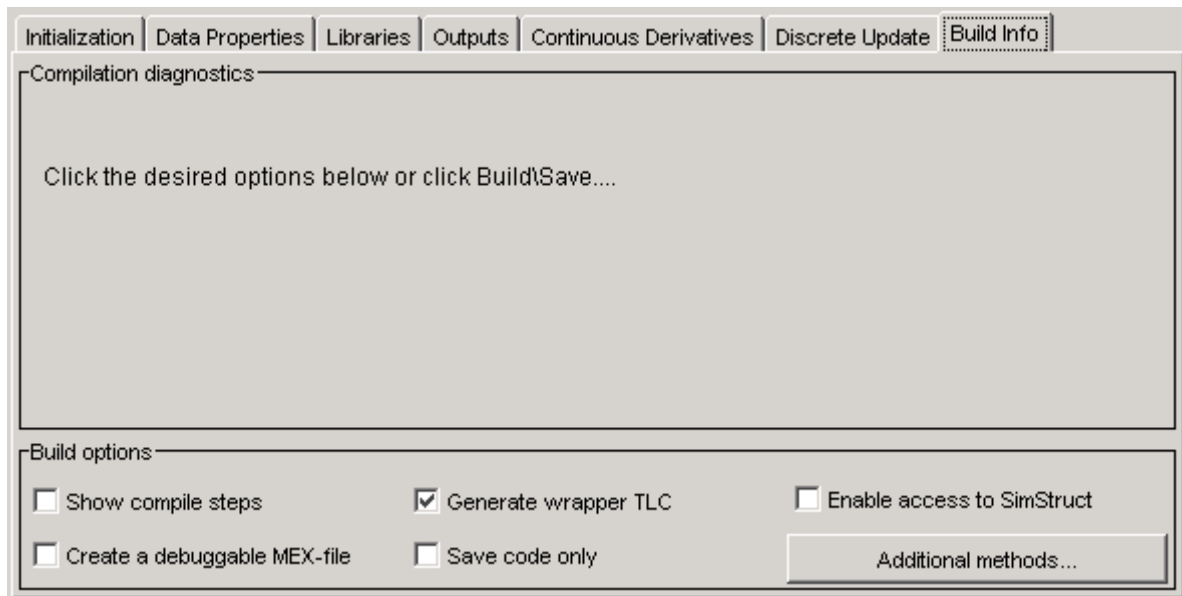 Initialization Data Properties Libraries Outputs Continuous Derivatives Discrete Update Build Info
Compilation diagnostics
Click the desired options below or click Build\Save....
Build options
Show compile steps Generate wrapper TLC Enable access to SimStruct
Create a debuggable MEX-file Save code only Additional methods...